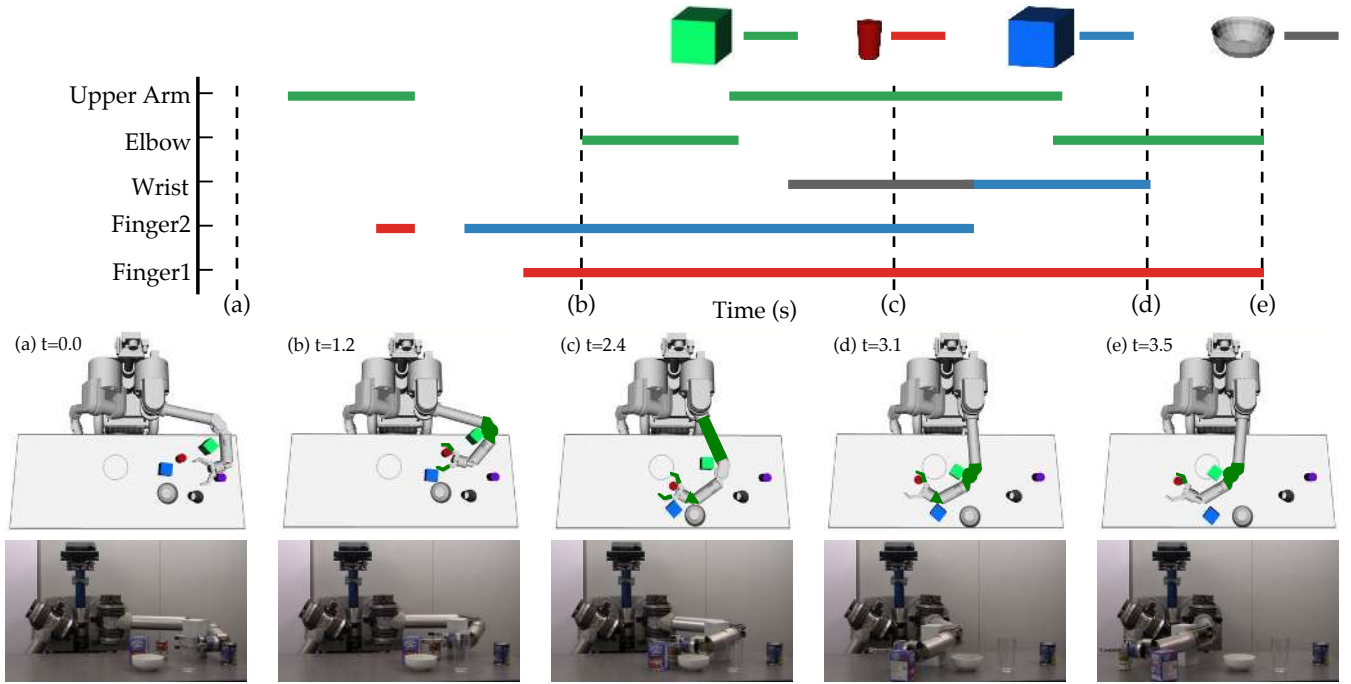 Upper Arm
Elbow
Wrist
Finger2
Finger1
(a)
(b)
Time (s)
(c)
(d)
(e)
(a) t=0.0
(b) t=1.2
(c) t=2.4
(d) t=3.1
(e) t=3.5